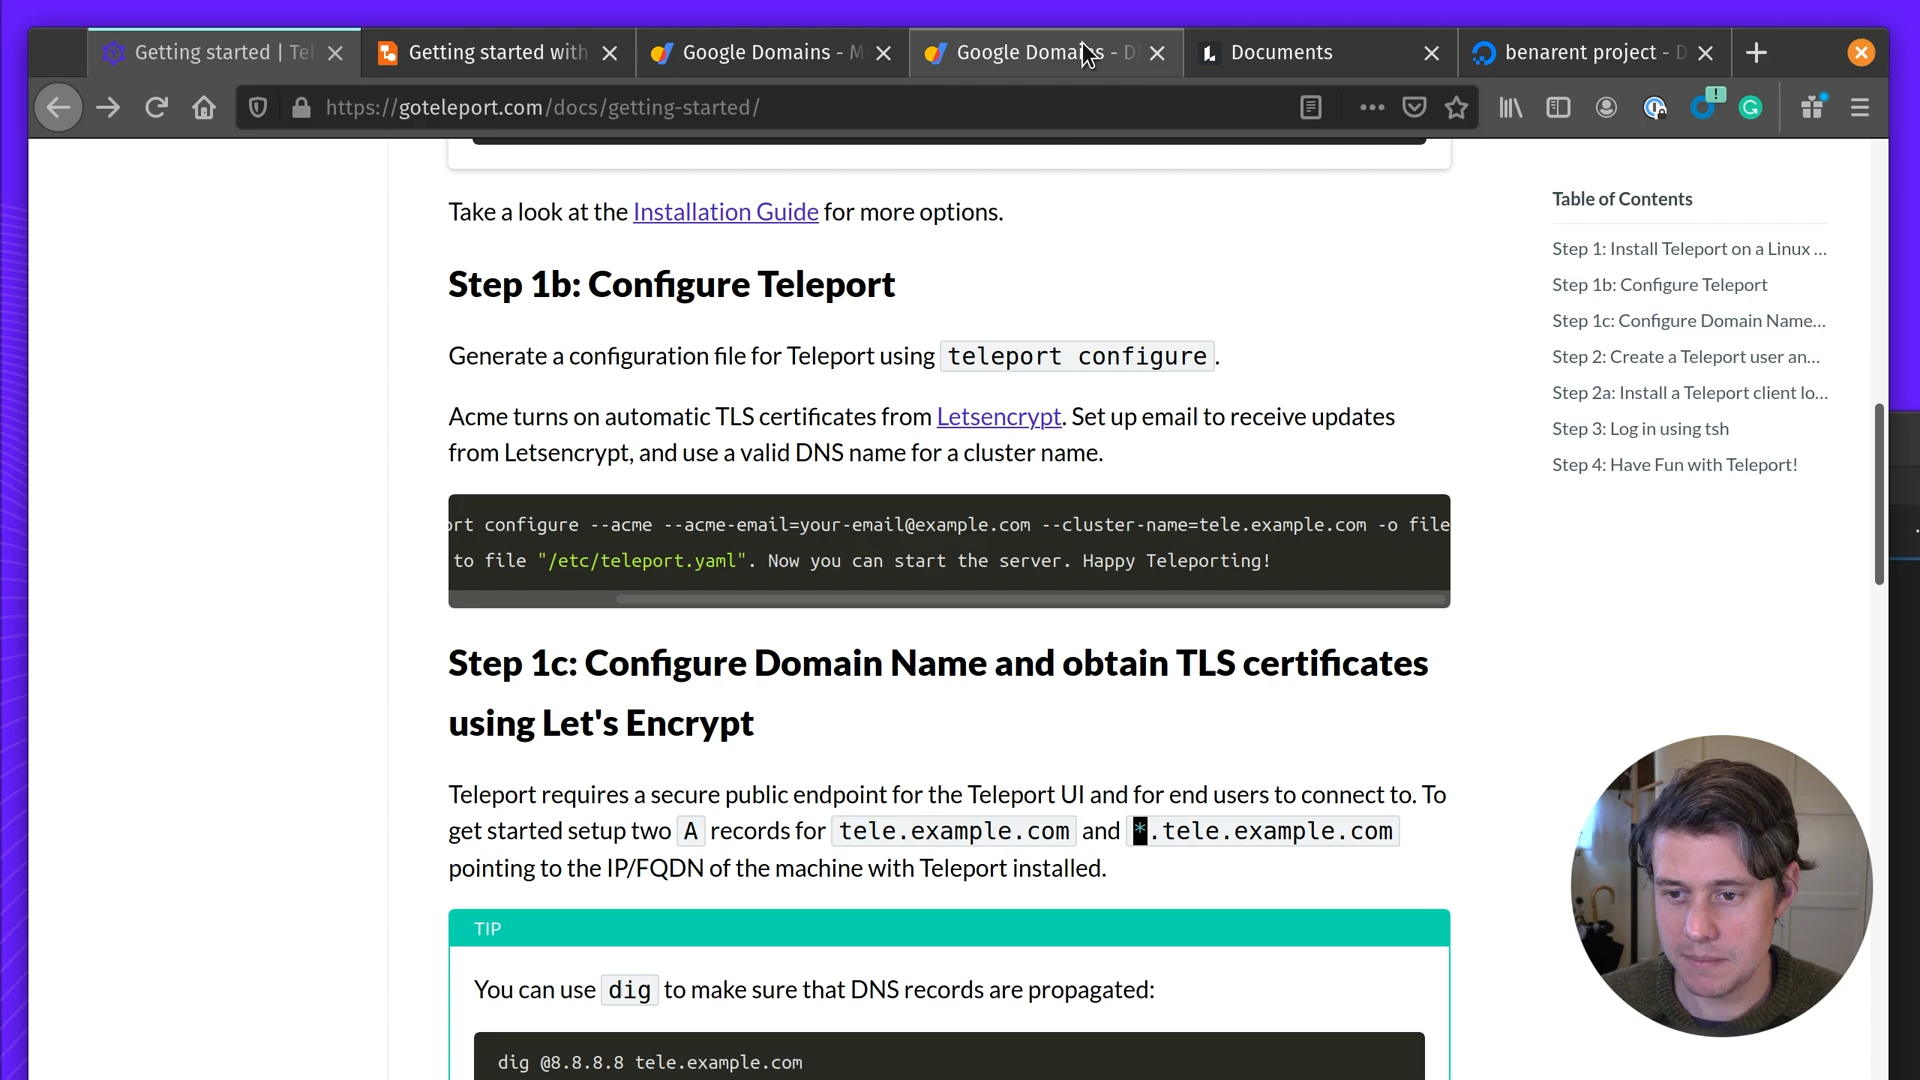 Getting started | Tel
Getting started with
Google Domains - M
Google Domains - D
Documents
benarent project - D
https://goteleport.com/docs/getting-started/
Take a look at the Installation Guide for more options.
Step 1b: Configure Teleport
Generate a configuration file for Teleport using teleport configure.
Acme turns on automatic TLS certificates from Letsencrypt. Set up email to receive updates
from Letsencrypt, and use a valid DNS name for a cluster name.
ort configure --acme --acme-email=your-email@example.com --cluster-name=tele.example.com -o file
to file "/etc/teleport.yaml". Now you can start the server. Happy Teleporting!
Step 1c: Configure Domain Name and obtain TLS certificates
using Let's Encrypt
Teleport requires a secure public endpoint for the Teleport UI and for end users to connect to. To
get started setup two A records for tele.example.com and *.tele.example.com
pointing to the IP/FQDN of the machine with Teleport installed.
TIP
You can use dig to make sure that DNS records are propagated:
dig @8.8.8.8 tele.example.com
Table of Contents
Step 1: Install Teleport on a Linux ...
Step 1b: Configure Teleport
Step 1c: Configure Domain Name...
Step 2: Create a Teleport user an...
Step 2a: Install a Teleport client lo...
Step 3: Log in using tsh
Step 4: Have Fun with Teleport!